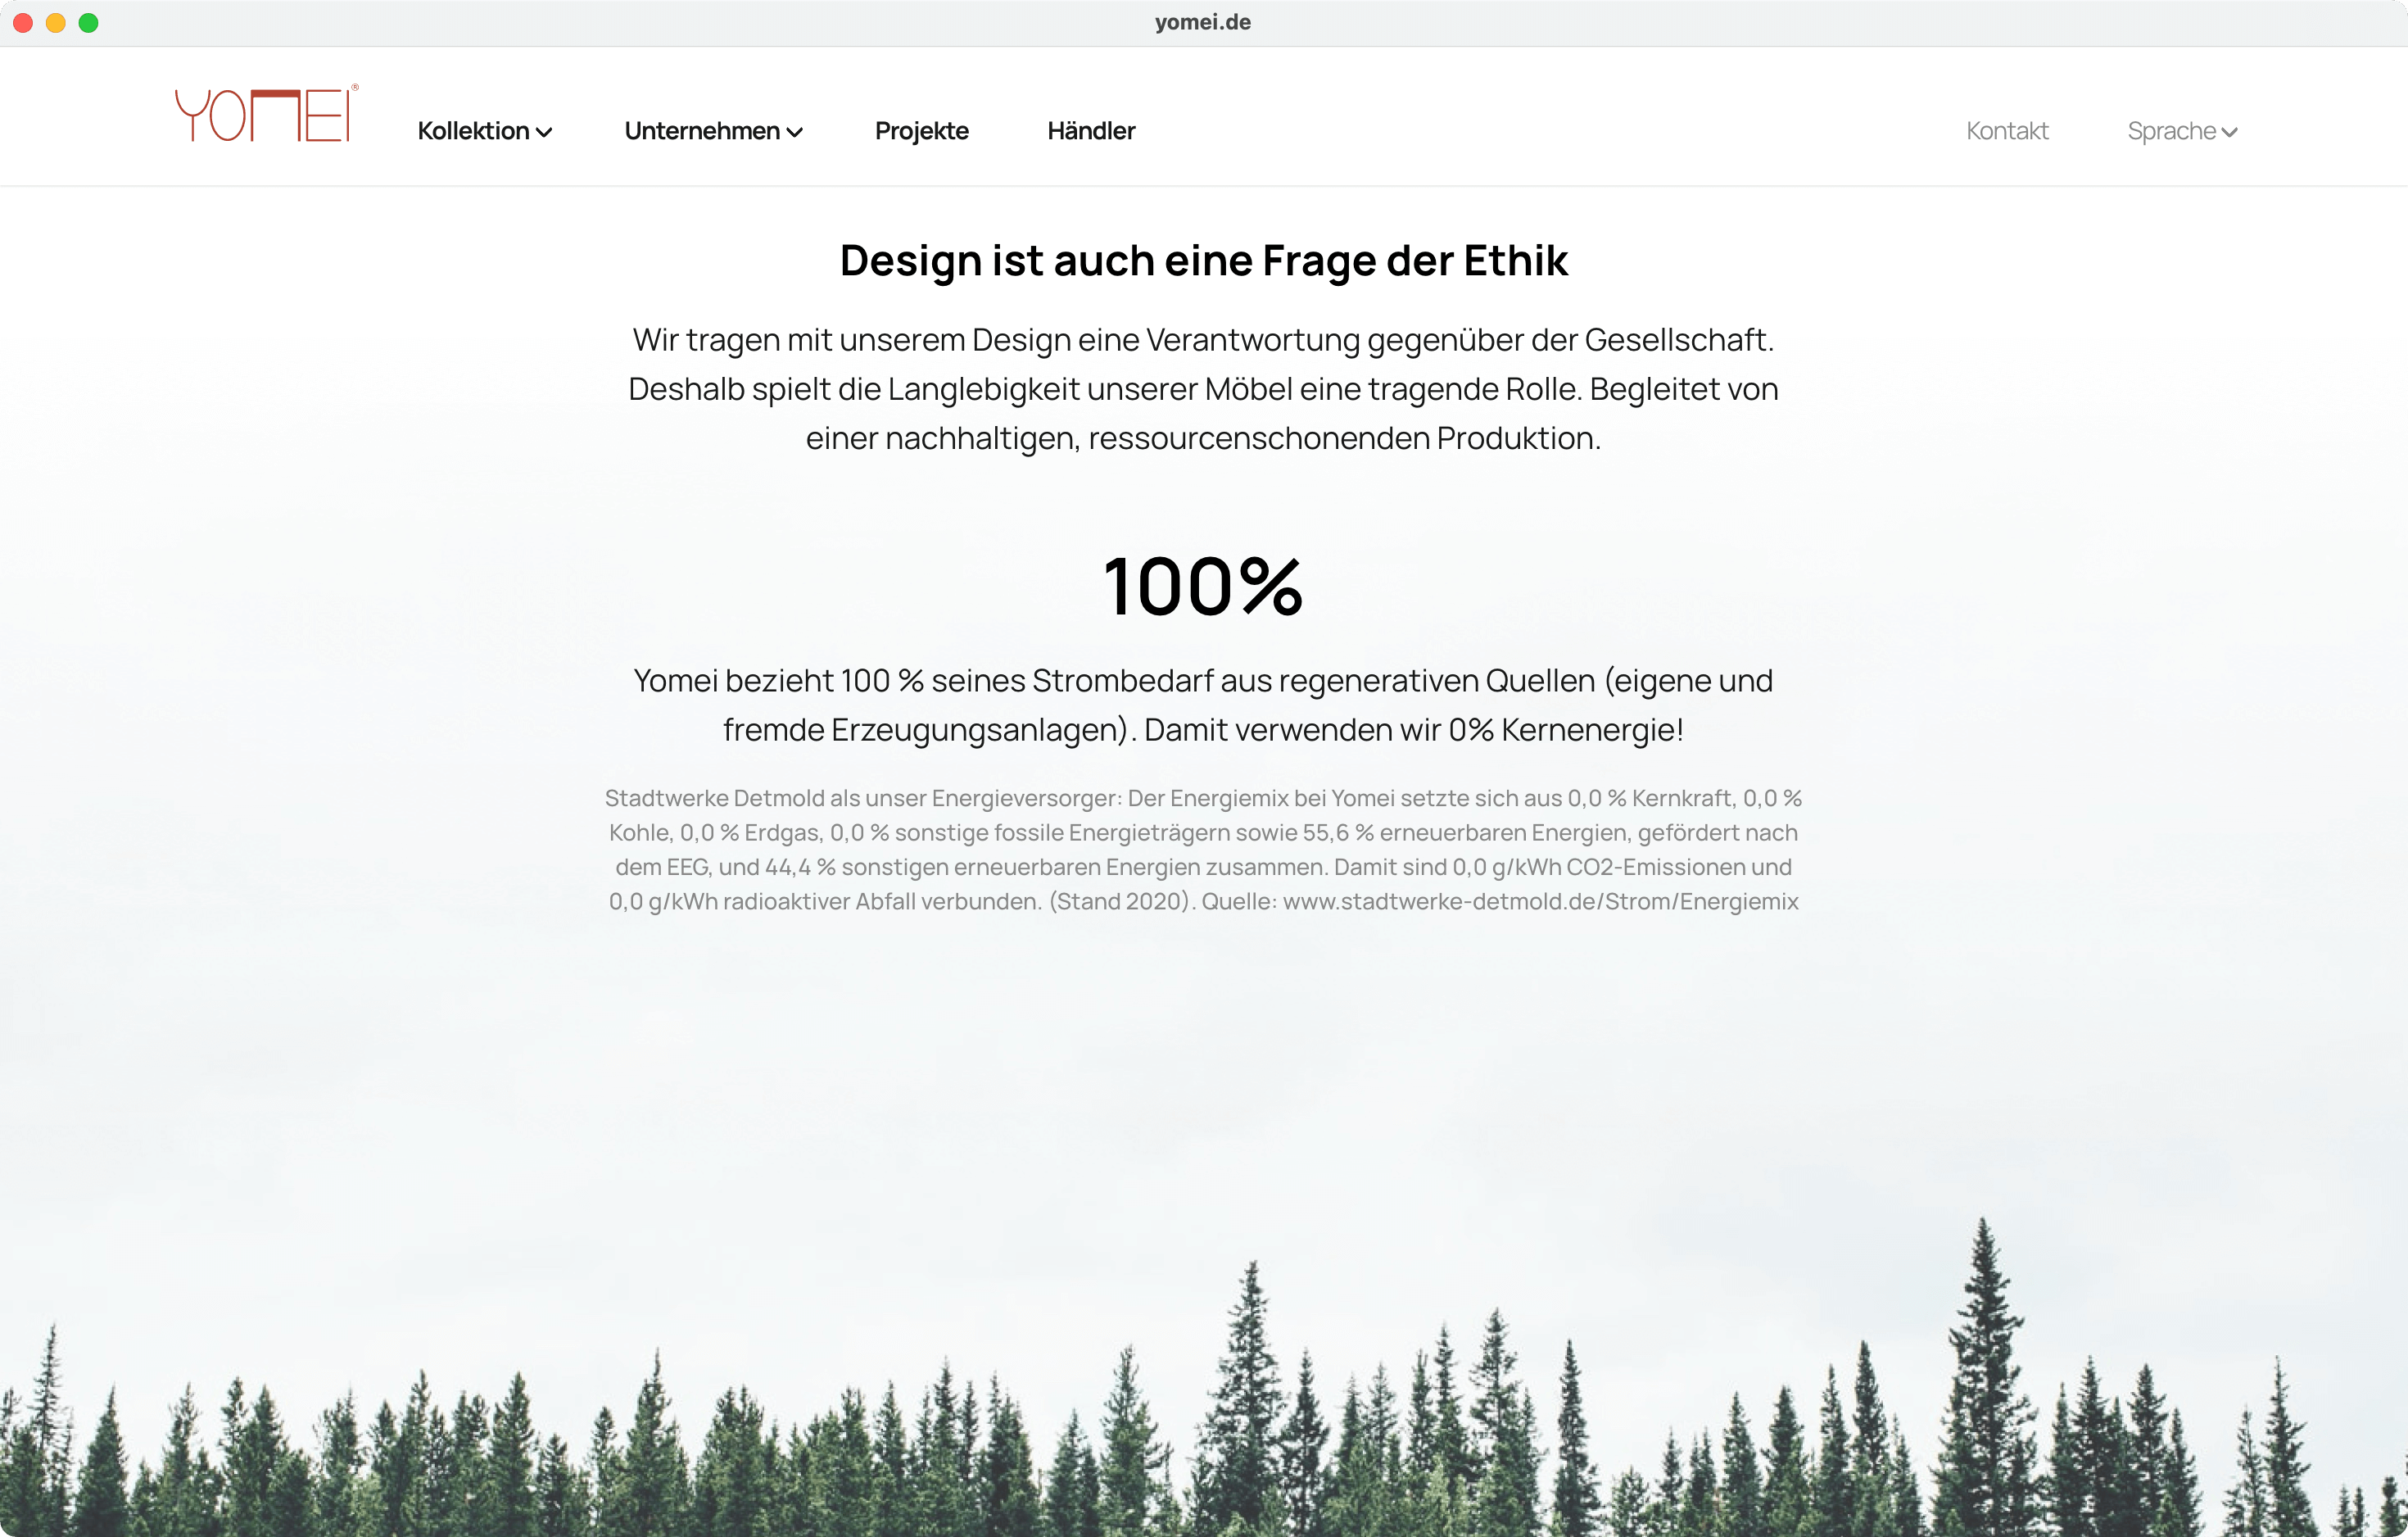 yomei.de
YOMEI®
Kollektion
Unternehmen
Projekte
Händler
Kontakt
Sprache
Design ist auch eine Frage der Ethik
Wir tragen mit unserem Design eine Verantwortung gegenüber der Gesellschaft.
Deshalb spielt die Langlebigkeit unserer Möbel eine tragende Rolle. Begleitet von
einer nachhaltigen, ressourcenschonenden Produktion.
100%
Yomei bezieht 100 % seines Strombedarf aus regenerativen Quellen (eigene und
fremde Erzeugungsanlagen). Damit verwenden wir 0% Kernenergie!
Stadtwerke Detmold als unser Energieversorger: Der Energiemix bei Yomei setzte sich aus 0,0 % Kernkraft, 0,0 %
Kohle, 0,0 % Erdgas, 0,0 % sonstige fossile Energieträgern sowie 55,6 % erneuerbaren Energien, gefördert nach
dem EEG, und 44,4 % sonstigen erneuerbaren Energien zusammen. Damit sind 0,0 g/kWh CO2-Emissionen und
0,0 g/kWh radioaktiver Abfall verbunden. (Stand 2020). Quelle: www.stadtwerke-detmold.de/Strom/Energiemix